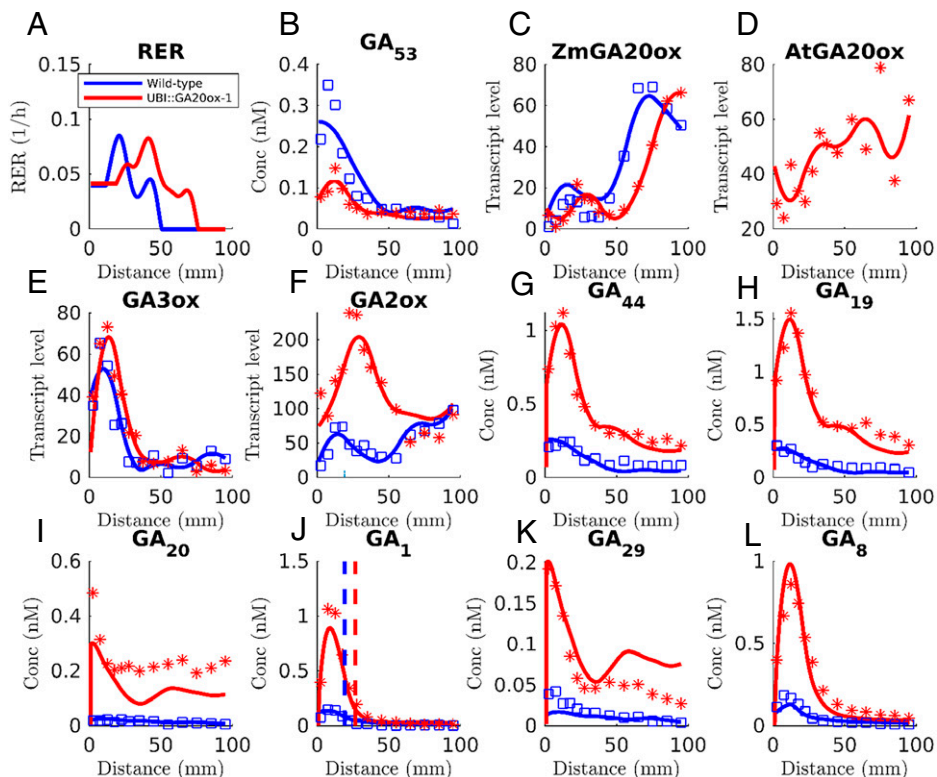 A
B
C
D
RER
GA53
ZmGA20ox
AtGA20ox
0.15
0.1
0.05
0
RER (1/h)
Wild-type
UBI::GA20ox-1
0
50
100
Distance (mm)
0.4
0.3
0.2
0.1
0
Conc (nM)
0
50
100
Distance (mm)
80
60
40
20
0
Transcript level
0
50
100
Distance (mm)
80
60
40
20
Transcript level
0
50
100
Distance (mm)
E
F
G
H
GA3ox
GA2ox
GA44
GA19
80
60
40
20
0
Transcript level
0
50
100
Distance (mm)
200
150
100
50
0
Transcript level
0
50
100
Distance (mm)
1
0.5
0
Conc (nM)
0
50
100
Distance (mm)
1.5
1
0.5
0
Conc (nM)
0
50
100
Distance (mm)
I
J
K
L
GA20
GA1
GA29
GA8
0.6
0.4
0.2
0
Conc (nM)
0
50
100
Distance (mm)
1.5
1
0.5
0
Conc (nM)
0
50
100
Distance (mm)
0.2
0.15
0.1
0.05
0
Conc (nM)
0
50
100
Distance (mm)
1
0.5
0
Conc (nM)
0
50
100
Distance (mm)